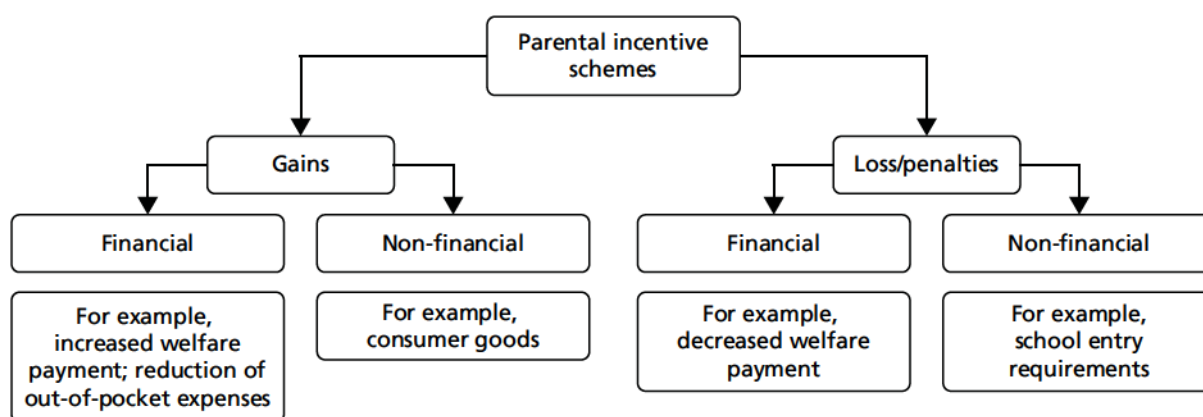 Parental incentive
schemes
Gains
Loss/penalties
Financial
Non-financial
Financial
Non-financial
For example,
increased welfare
payment; reduction of
out-of-pocket expenses
For example,
consumer goods
For example,
decreased welfare
payment
For example,
school entry
requirements